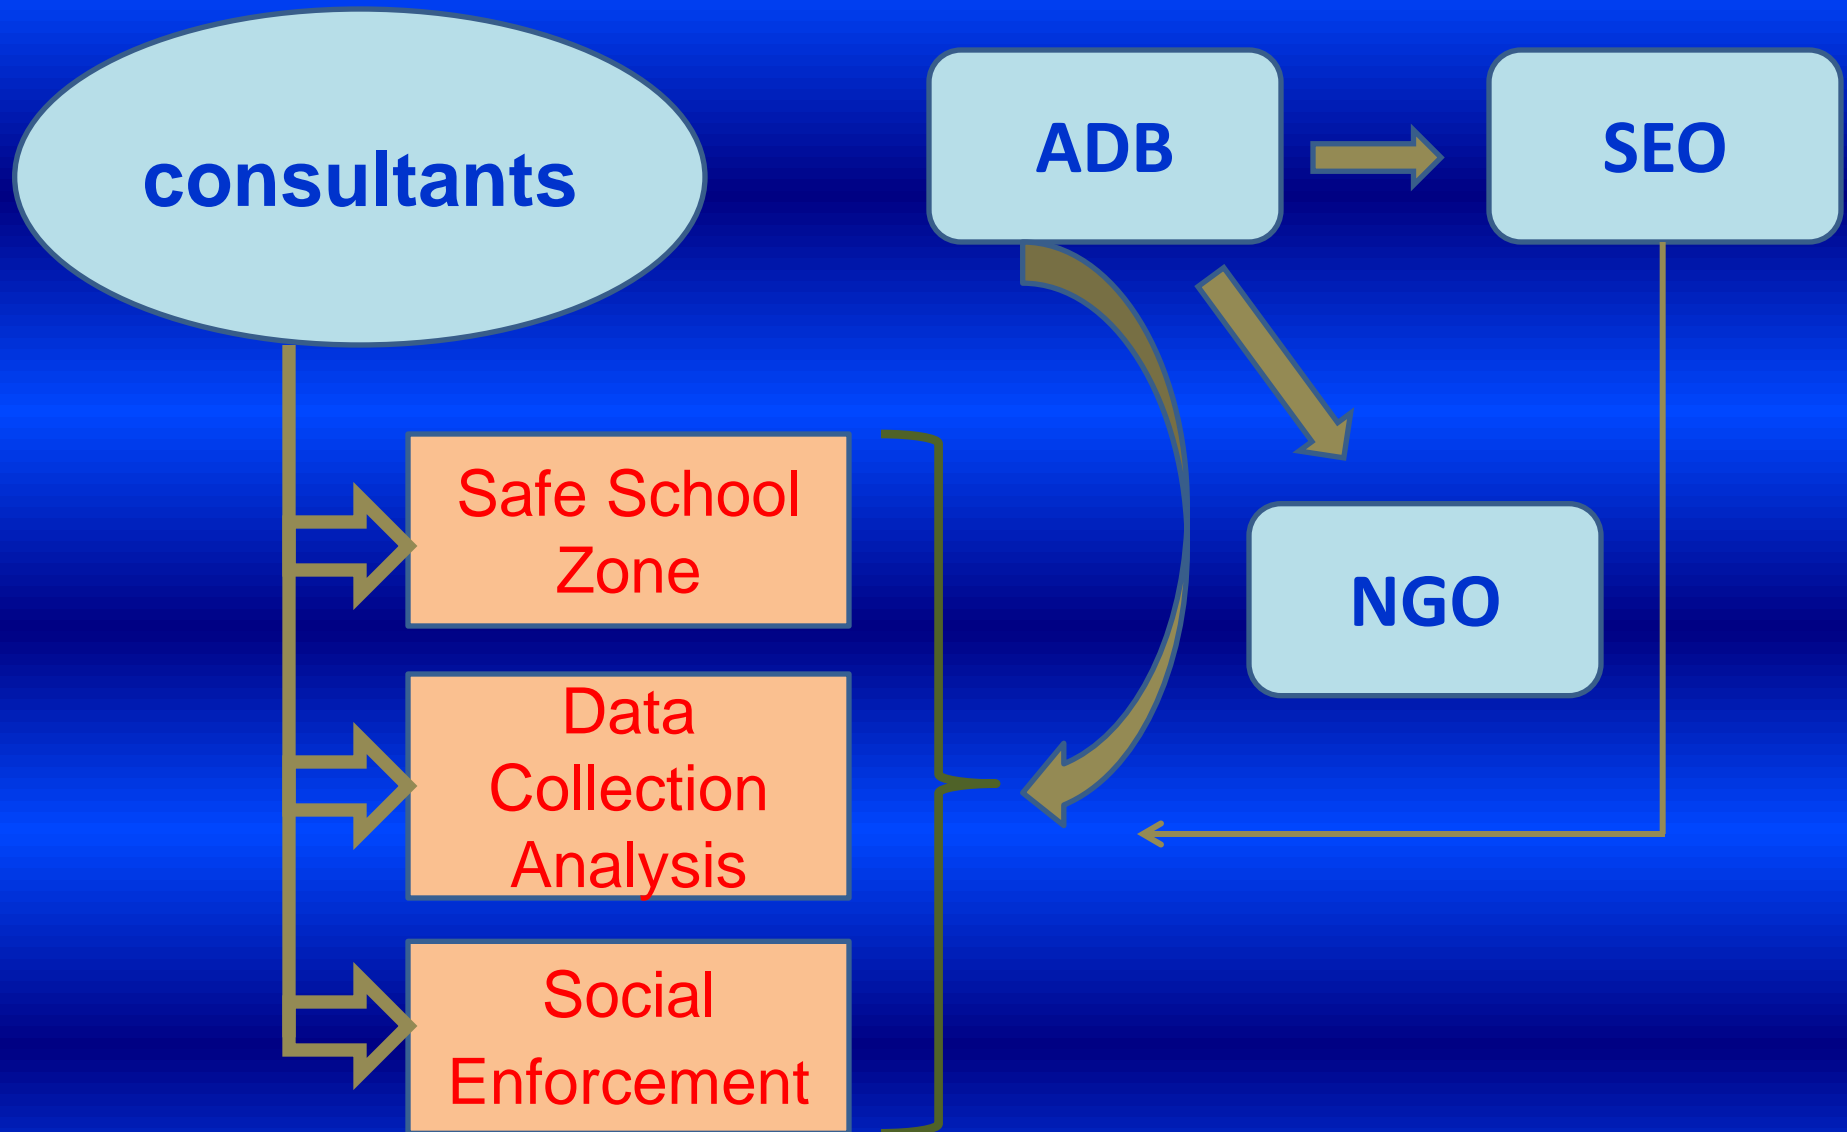 consultants
ADB
SEO
Safe School
Zone
Data
Collection
Analysis
NGO
Social
Enforcement